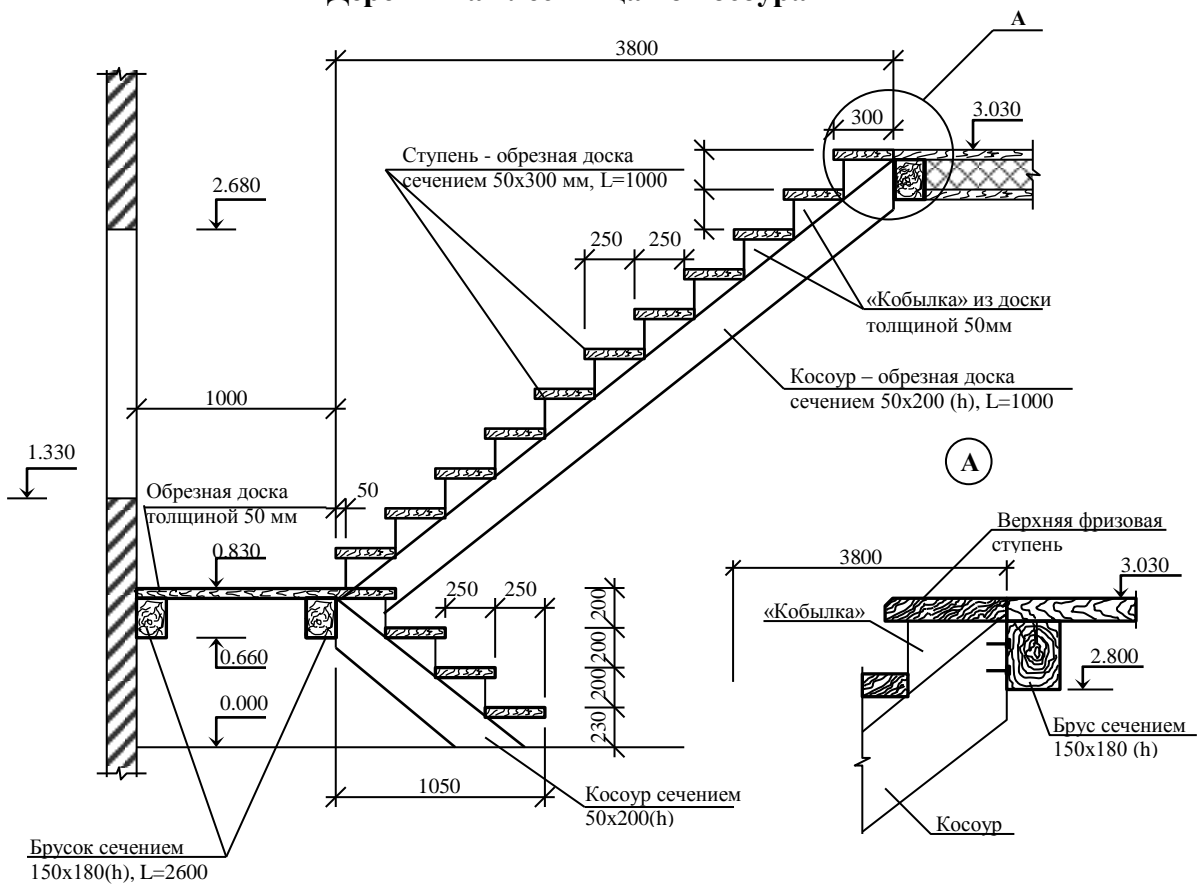 А
3800
300
3.030
Ступень - обрезная доска
сечением 50х300 мм, L=1000
2.680
250
250
«Кобылка» из доски
толщиной 50мм
Косоур – обрезная доска
сечением 50х200 (h), L=1000
1000
1.330
А
Обрезная доска
толщиной 50 мм
50
Верхняя фризовая
ступень
3800
0.830
3.030
250
250
200
«Кобылка»
200
0.660
2.800
200
0.000
230
Брус сечением
150х180 (h)
1050
Косоур сечением
50х200(h)
Косоур
Брусок сечением
150х180(h), L=2600